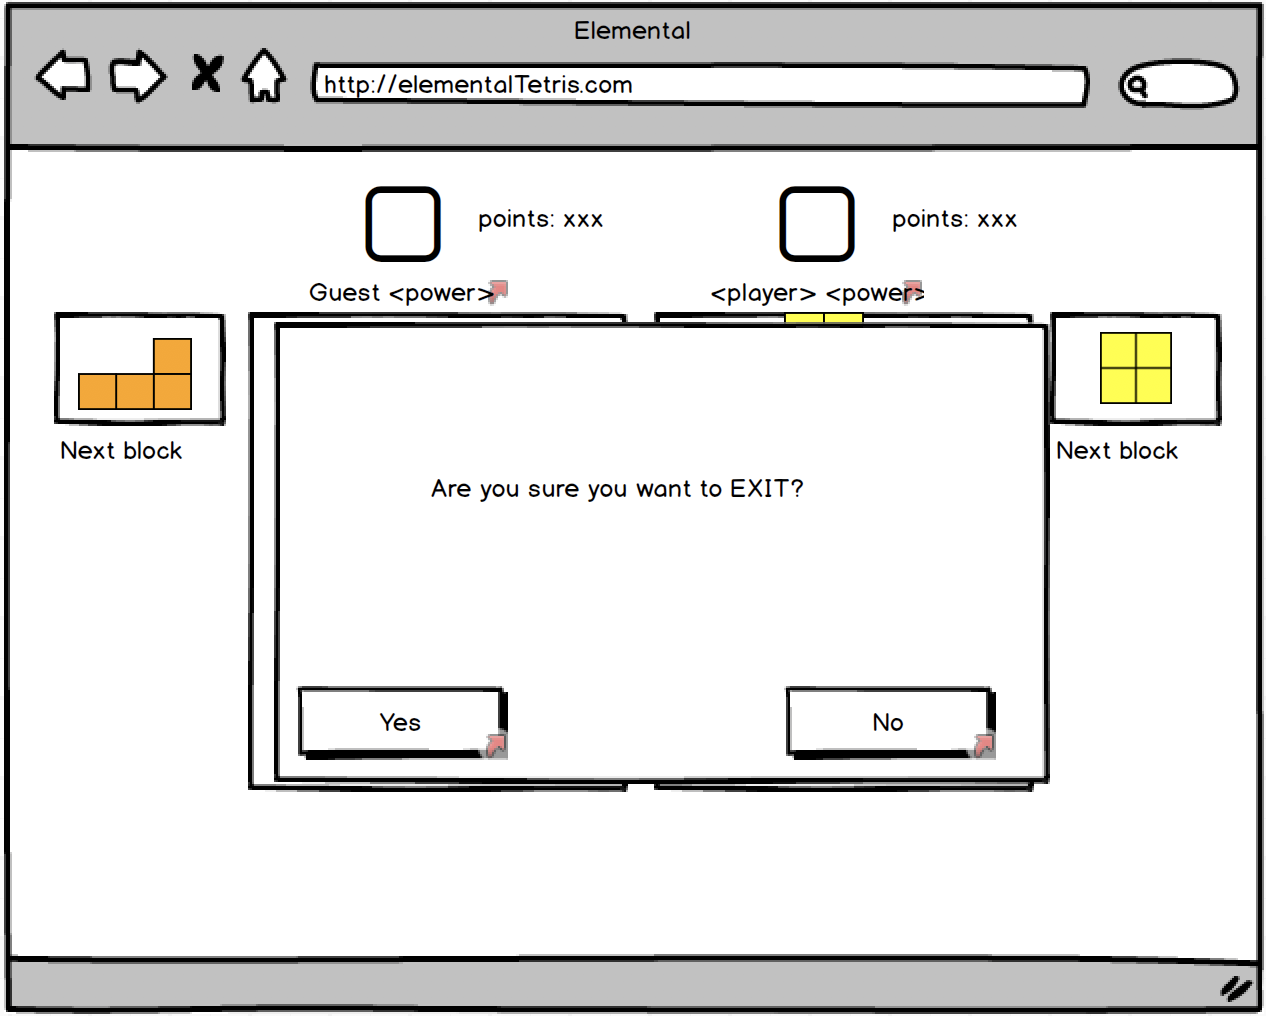 Elemental
http://elementalTetris.com
points: xxx
points: xxx
Guest <power>
<player> <power>
Next block
Next block
Are you sure you want to EXIT?
Yes
No